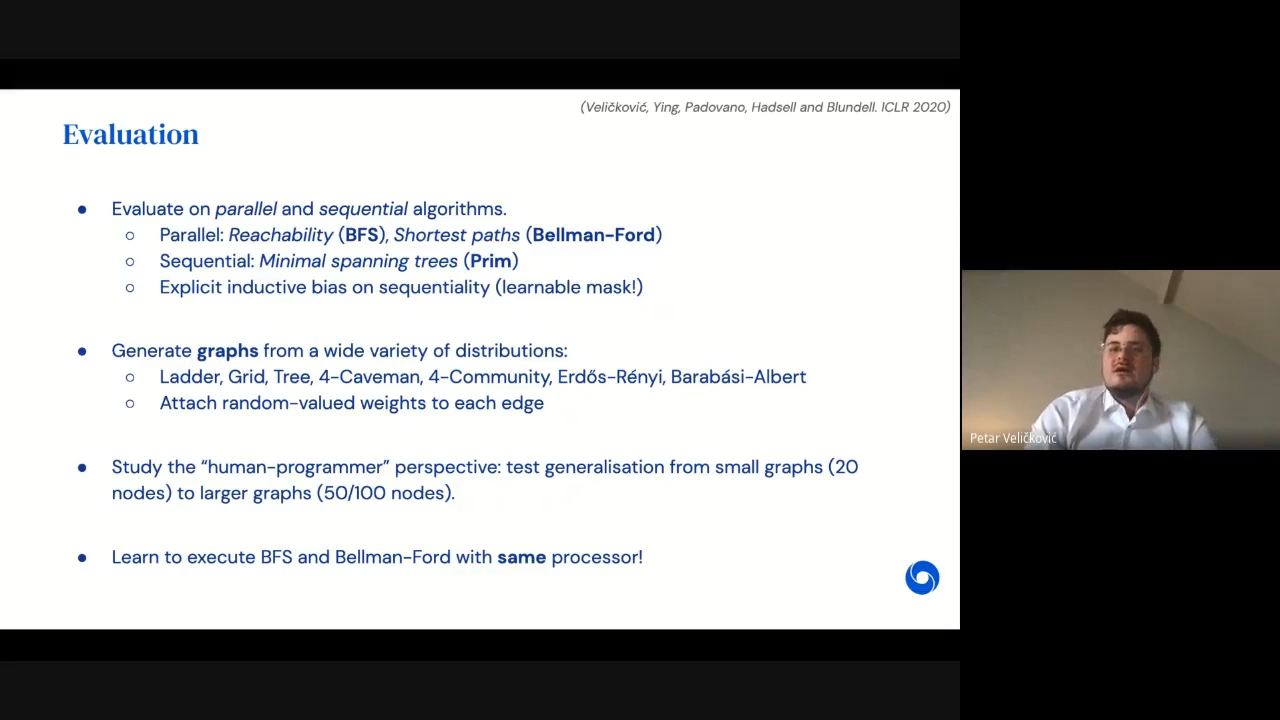 (Veličković, Ying, Padovano, Hadsell and Blundell. ICLR 2020)
Evaluation
● Evaluate on parallel and sequential algorithms.
○ Parallel: Reachability (BFS), Shortest paths (Bellman-Ford)
○ Sequential: Minimal spanning trees (Prim)
○ Explicit inductive bias on sequentiality (learnable mask!)
● Generate graphs from a wide variety of distributions:
○ Ladder, Grid, Tree, 4-Caveman, 4-Community, Erdős-Rényi, Barabási-Albert
○ Attach random-valued weights to each edge
● Study the “human-programmer” perspective: test generalisation from small graphs (20
nodes) to larger graphs (50/100 nodes).
● Learn to execute BFS and Bellman-Ford with same processor!
Petar Veličković